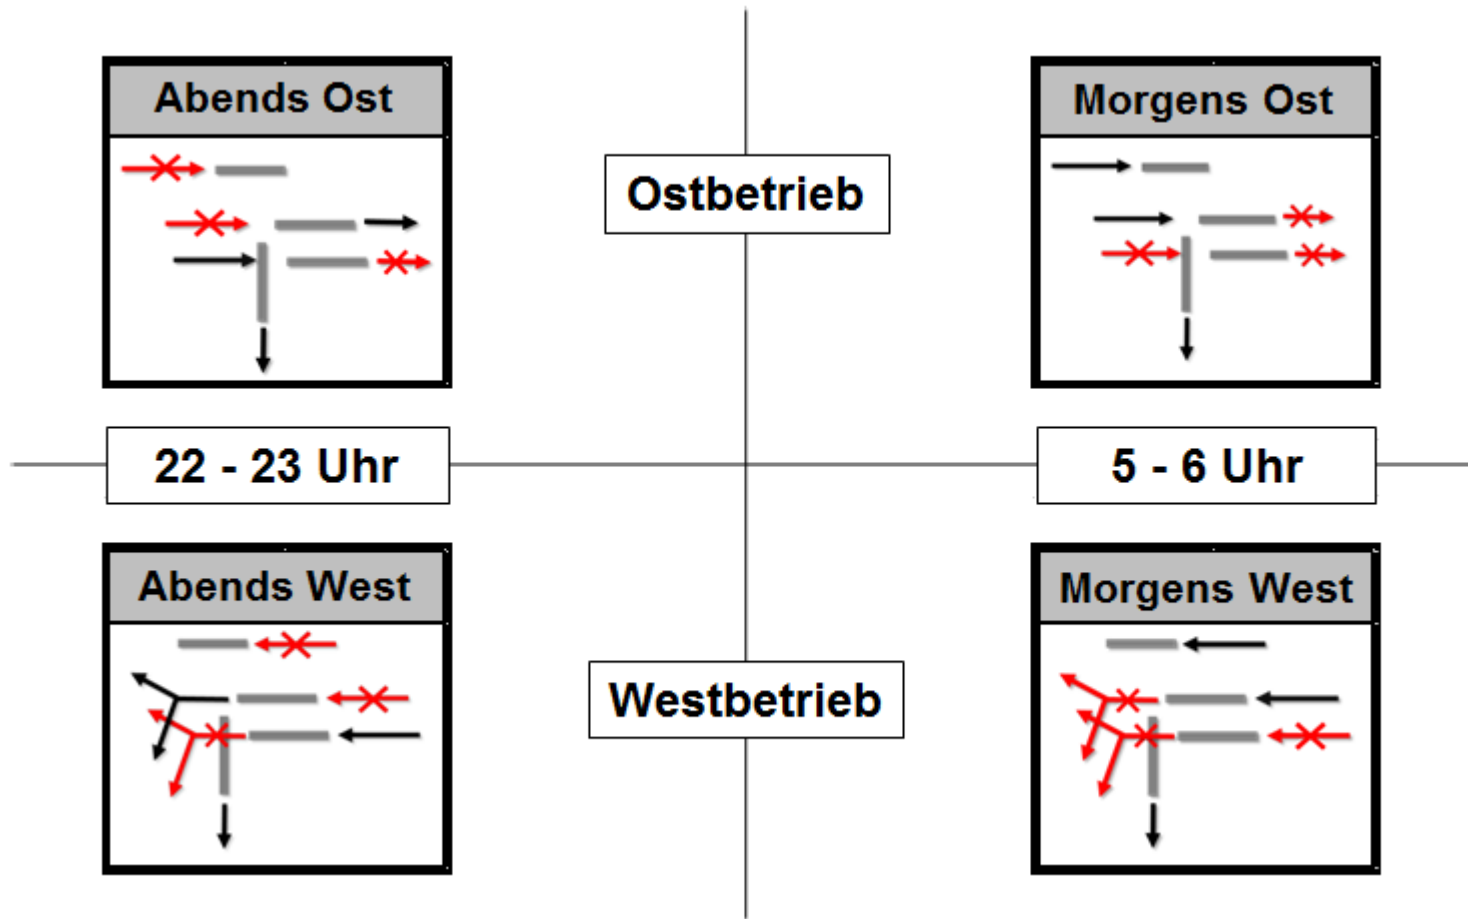 Abends Ost
Morgens Ost
Ostbetrieb
22 - 23 Uhr
5 - 6 Uhr
Abends West
Morgens West
Westbetrieb